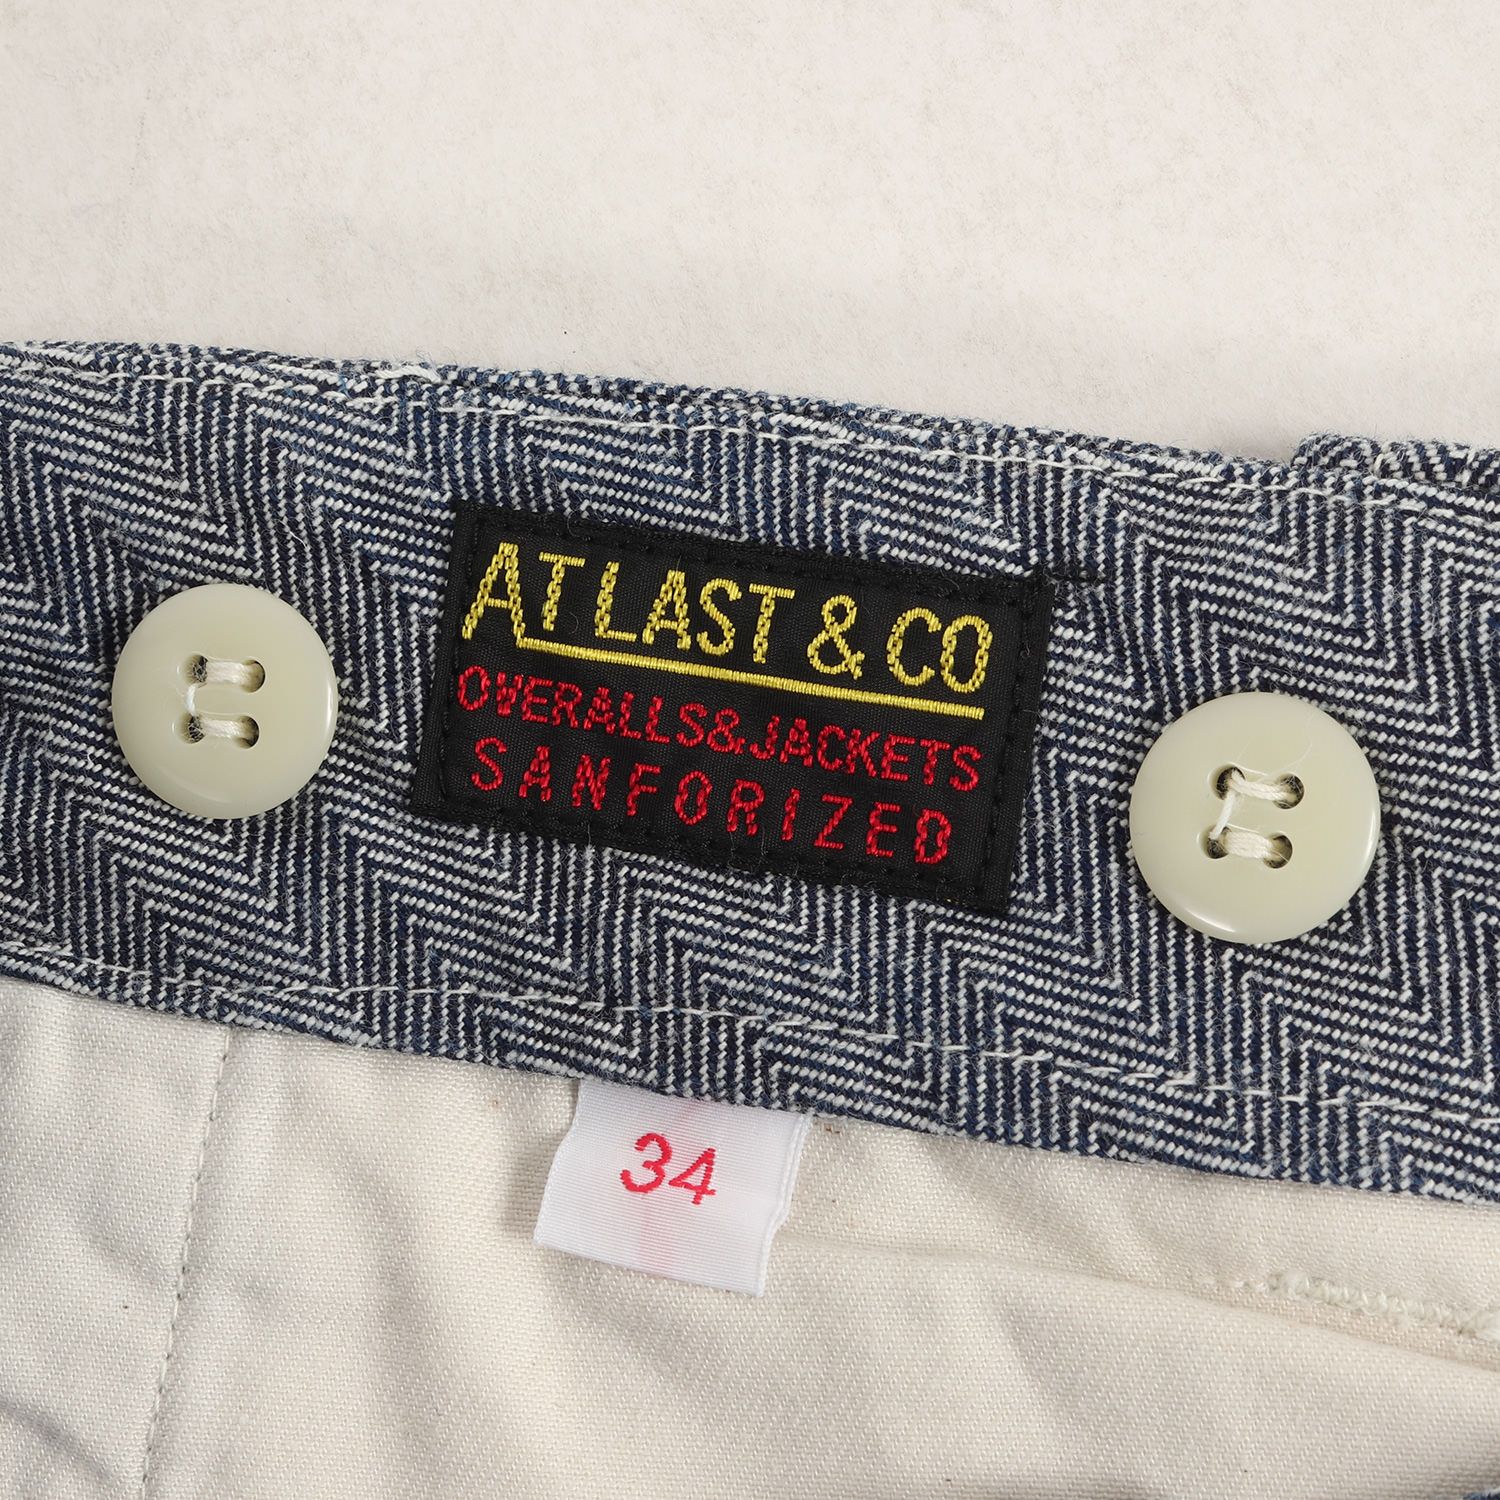 AT LAST & CO
OVERALLS&JACKETS
SANFORIZED
34